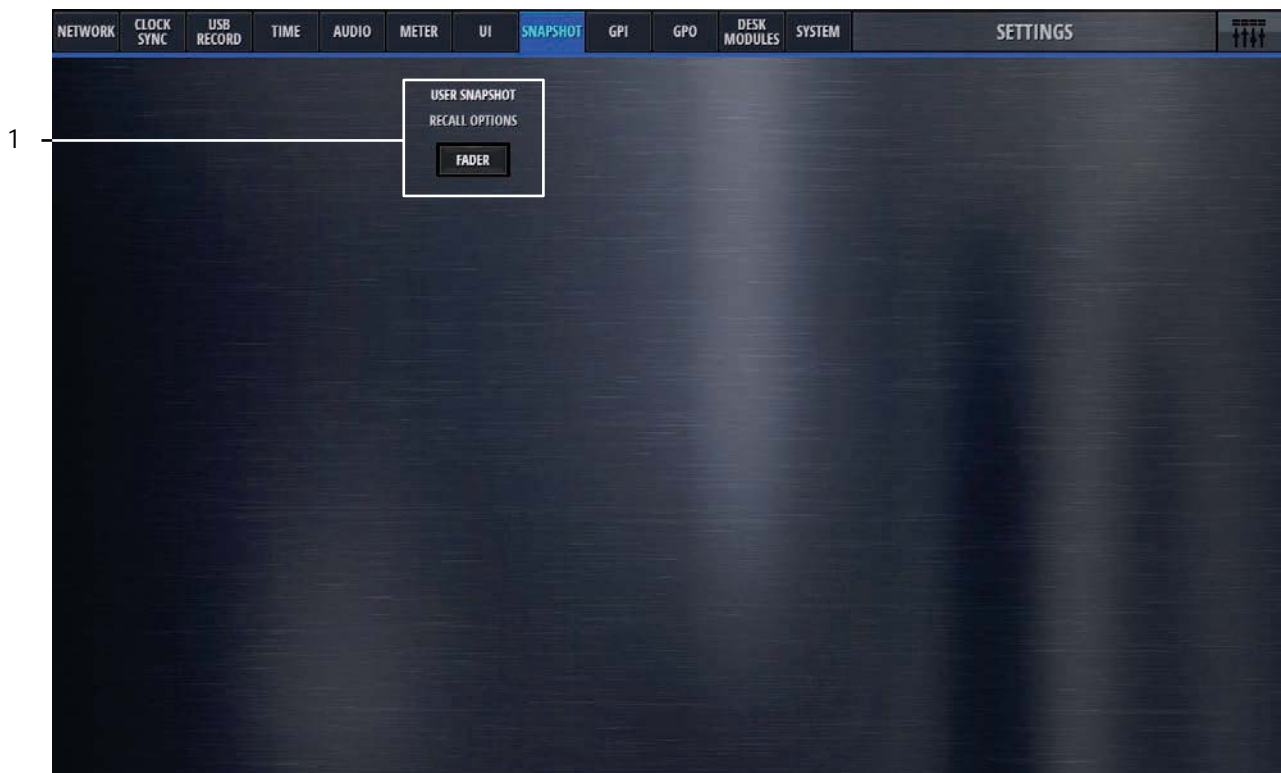 NETWORK
CLOCK
SYNC
USB
RECORD
TIME
AUDIO
METER
UI
SNAPSHOT
GPI
GPO
DESK
MODULES
SYSTEM
SETTINGS
USER SNAPSHOT
RECALL OPTIONS
1
FADER